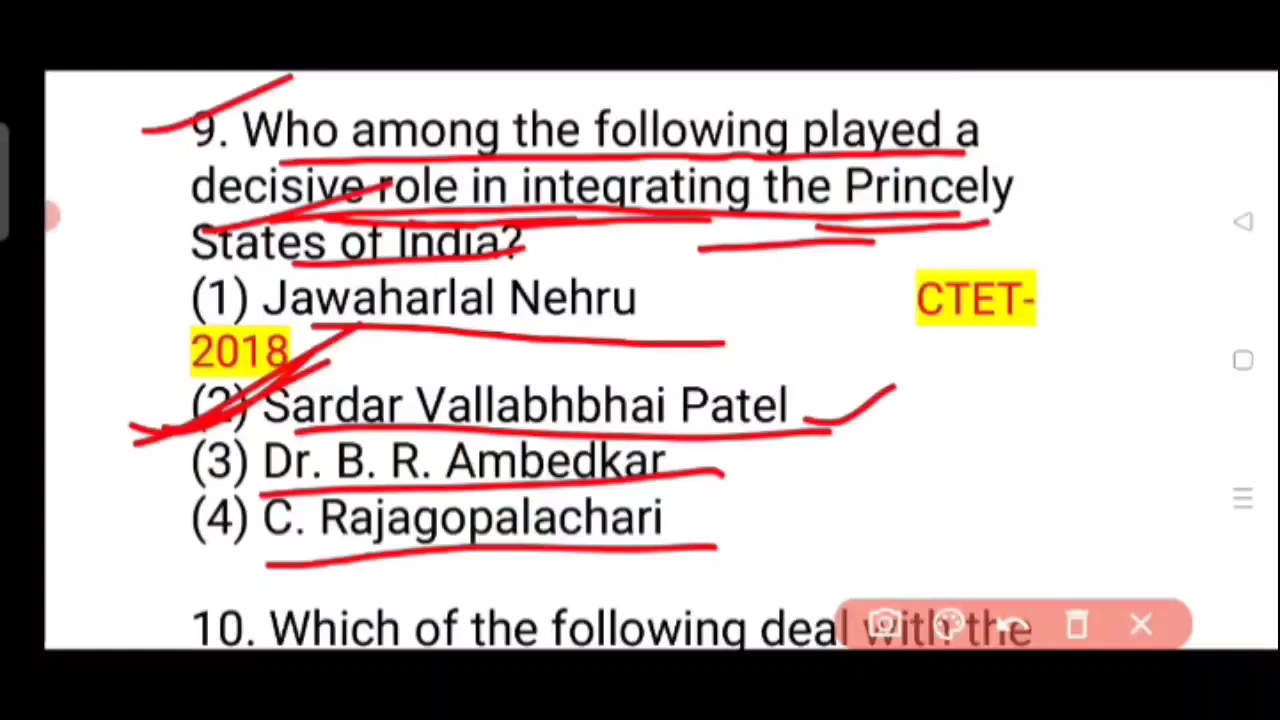 9. Who among the following played a
decisive role in integrating the Princely
States of India?
(1) Jawaharlal Nehru CTET-
2018
(2) Sardar Vallabhbhai Patel
(3) Dr. B. R. Ambedkar
(4) C. Rajagopalachari
10. Which of the following deal with the